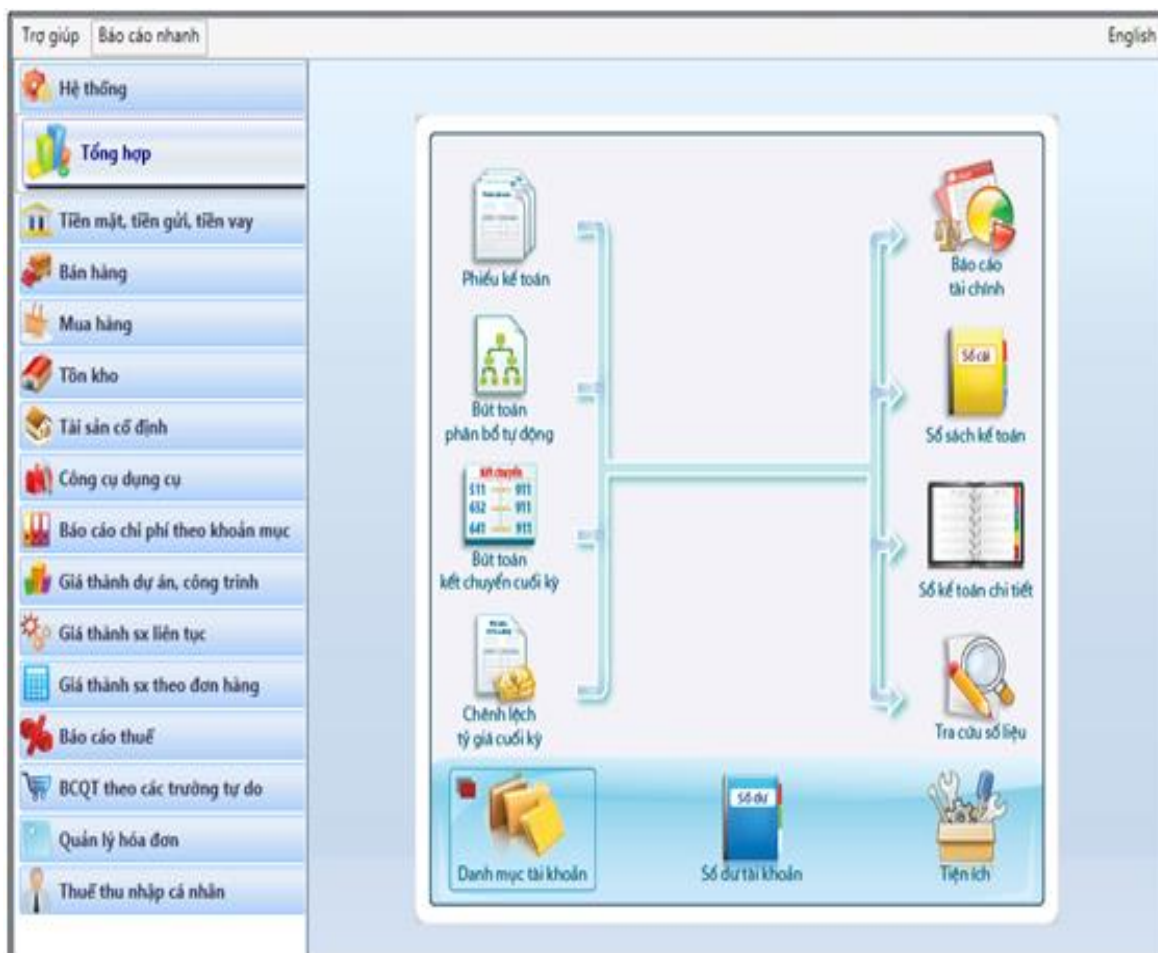 Trợ giúp Báo cáo nhanh English
Hệ thống
Tổng hợp
Tiền mặt, tiền gửi, tiền vay
Bán hàng
Mua hàng
Tồn kho
Tài sản cố định
Công cụ dụng cụ
Báo cáo chi phí theo khoản mục
Giá thành dự án, công trình
Giá thành sx liên tục
Giá thành sx theo đơn hàng
Báo cáo thuế
BCQT theo các trường tự do
Quản lý hóa đơn
Thuế thu nhập cá nhân
Phiếu kế toán
Bút toán
phân bổ tự động
Kết chuyển
511 911
632 911
641 911
Bút toán
kết chuyển cuối kỳ
Chênh lệch
tỷ giá cuối kỳ
Báo cáo
tài chính
Sổ cái
Sổ sách kế toán
Sổ kế toán chi tiết
Tra cứu số liệu
Danh mục tài khoản
Số dư
Số dư tài khoản
Tiện ích